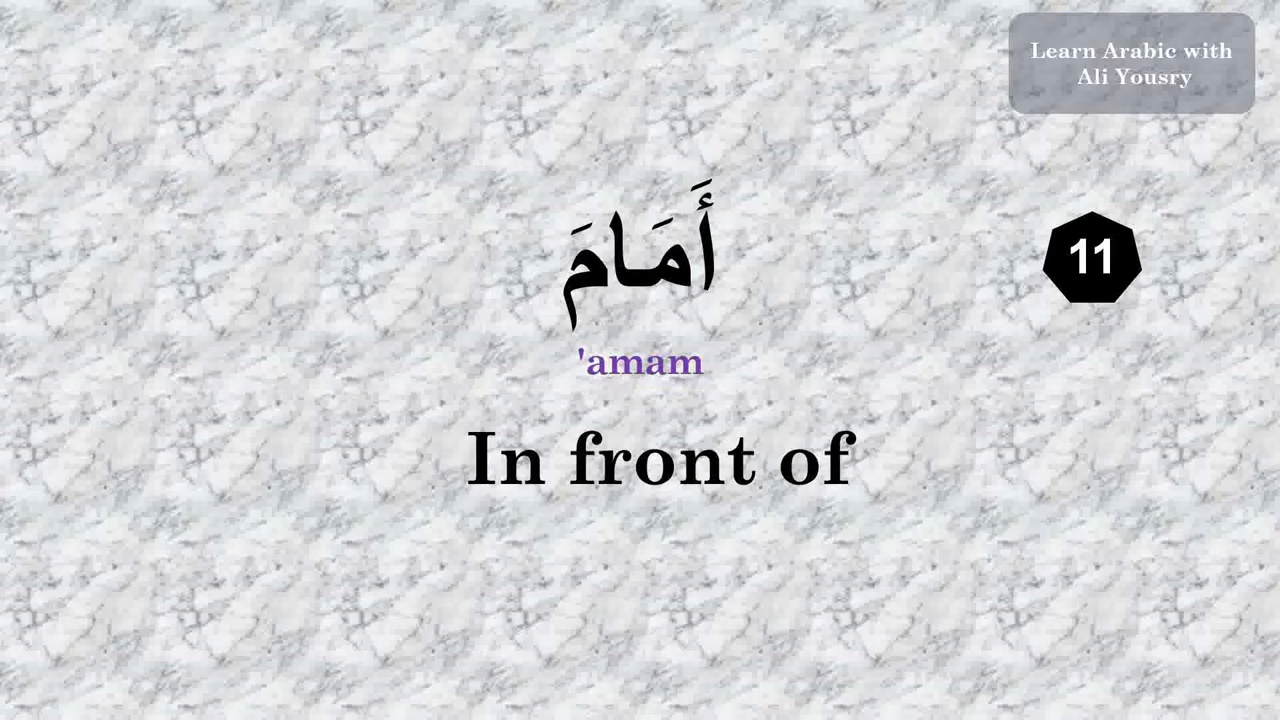 Learn Arabic with
Ali Yousry
أَمَامَ
11
'amam
In front of